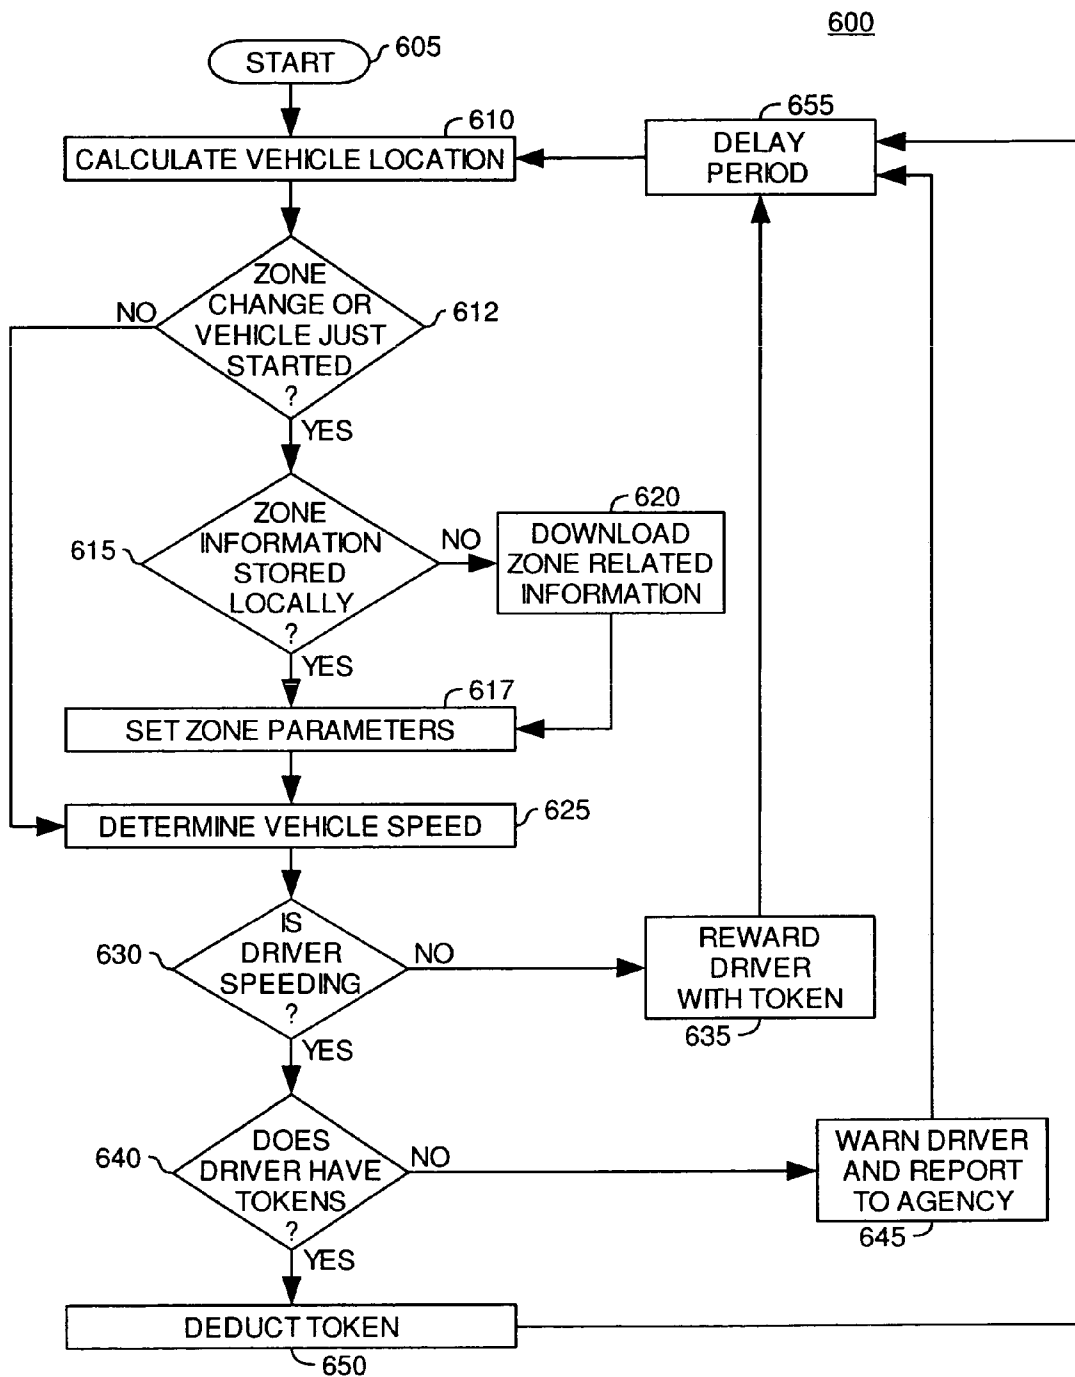 600
START
605
610
CALCULATE VEHICLE LOCATION
655
DELAY
PERIOD
ZONE
CHANGE OR
VEHICLE JUST
STARTED
?
NO
612
YES
ZONE
INFORMATION
STORED
LOCALLY
?
615
NO
620
DOWNLOAD
ZONE RELATED
INFORMATION
YES
617
SET ZONE PARAMETERS
DETERMINE VEHICLE SPEED
625
IS
DRIVER
SPEEDING
?
630
NO
REWARD
DRIVER
WITH TOKEN
635
YES
DOES
DRIVER HAVE
TOKENS
?
640
NO
WARN DRIVER
AND REPORT
TO AGENCY
645
YES
DEDUCT TOKEN
650